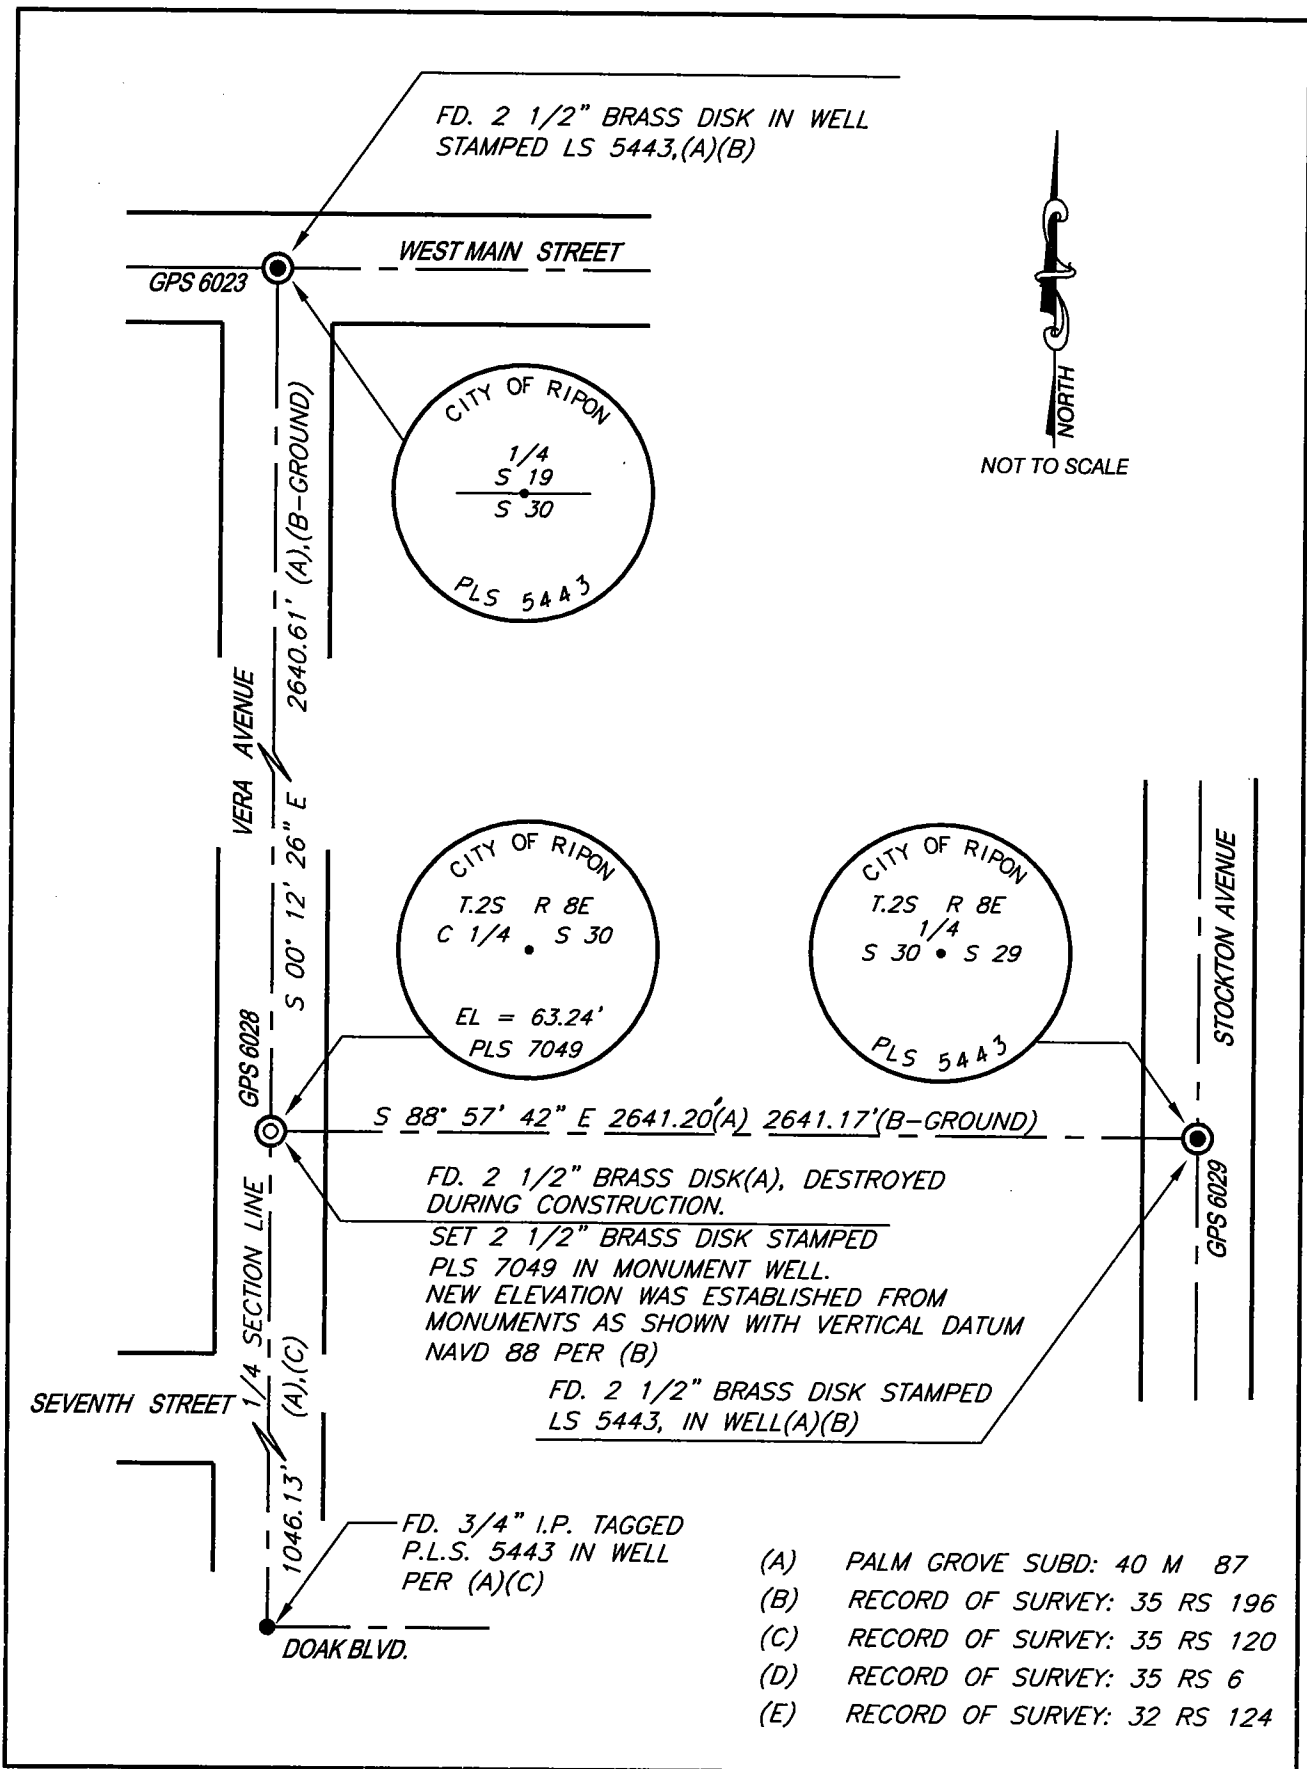 FD. 2 1/2" BRASS DISK IN WELL
STAMPED LS 5443,(A)(B)
WEST MAIN STREET
GPS 6023
NORTH
NOT TO SCALE
CITY OF RIPON
1/4
S 19
S 30
PLS 5443
2640.61' (A),(B-GROUND)
VERA AVENUE
S 00° 12' 26" E
GPS 6028
CITY OF RIPON
T.2S R 8E
C 1/4 S 30
EL = 63.24'
PLS 7049
CITY OF RIPON
T.2S R 8E
1/4
S 30 S 29
PLS 5443
STOCKTON AVENUE
S 88° 57' 42" E 2641.20'(A) 2641.17'(B-GROUND)
GPS 6029
FD. 2 1/2" BRASS DISK(A), DESTROYED
DURING CONSTRUCTION.
SET 2 1/2" BRASS DISK STAMPED
PLS 7049 IN MONUMENT WELL.
NEW ELEVATION WAS ESTABLISHED FROM
MONUMENTS AS SHOWN WITH VERTICAL DATUM
NAVD 88 PER (B)
FD. 2 1/2" BRASS DISK STAMPED
LS 5443, IN WELL(A)(B)
1/4 SECTION LINE
SEVENTH STREET
1046.13' (A),(C)
FD. 3/4" I.P. TAGGED
P.L.S. 5443 IN WELL
PER (A)(C)
DOAK BLVD.
(A) PALM GROVE SUBD: 40 M 87
(B) RECORD OF SURVEY: 35 RS 196
(C) RECORD OF SURVEY: 35 RS 120
(D) RECORD OF SURVEY: 35 RS 6
(E) RECORD OF SURVEY: 32 RS 124